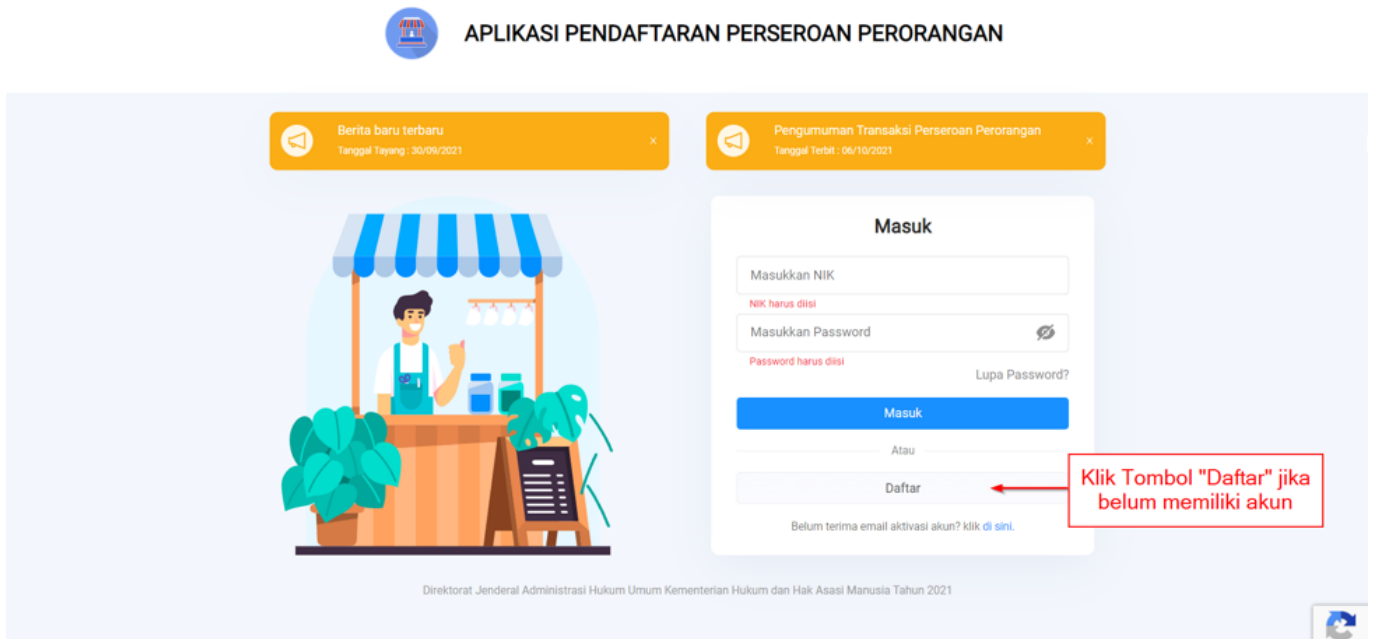 APLIKASI PENDAFTARAN PERSEROAN PERORANGAN
Berita baru terbaru
Tanggal Tayang : 30/09/2021
x
Pengumuman Transaksi Perseroan Perorangan
Tanggal Terbit : 06/10/2021
x
Masuk
Masukkan NIK
NIK harus diisi
Masukkan Password
Password harus diisi
Lupa Password?
Masuk
Atau
Daftar
Klik Tombol "Daftar" jika
belum memiliki akun
Belum terima email aktivasi akun? klik di sini.
Direktorat Jenderal Administrasi Hukum Umum Kementerian Hukum dan Hak Asasi Manusia Tahun 2021